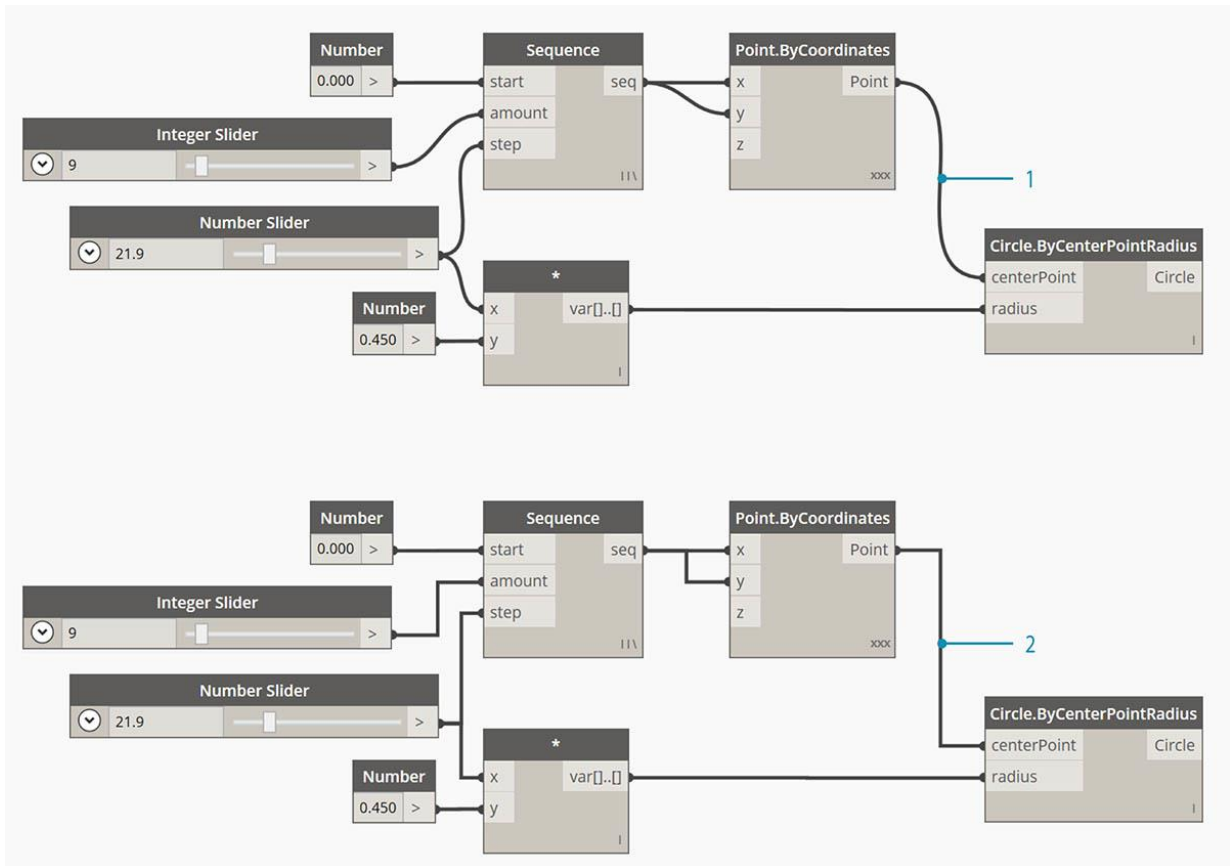 Number
Sequence
Point.ByCoordinates
0.000 >
start
seq
x
Point
amount
y
Integer Slider
step
z
9
>
I I \
xxx
1
Number Slider
21.9
>
Circle.ByCenterPointRadius
*
centerPoint
Circle
Number
x
var[]..[]
radius
0.450 >
y
I
I
Number
Sequence
Point.ByCoordinates
0.000 >
start
seq
x
Point
amount
y
Integer Slider
step
z
9
>
I I \
xxx
2
Number Slider
21.9
>
Circle.ByCenterPointRadius
*
centerPoint
Circle
Number
x
var[]..[]
radius
0.450 >
y
I
I